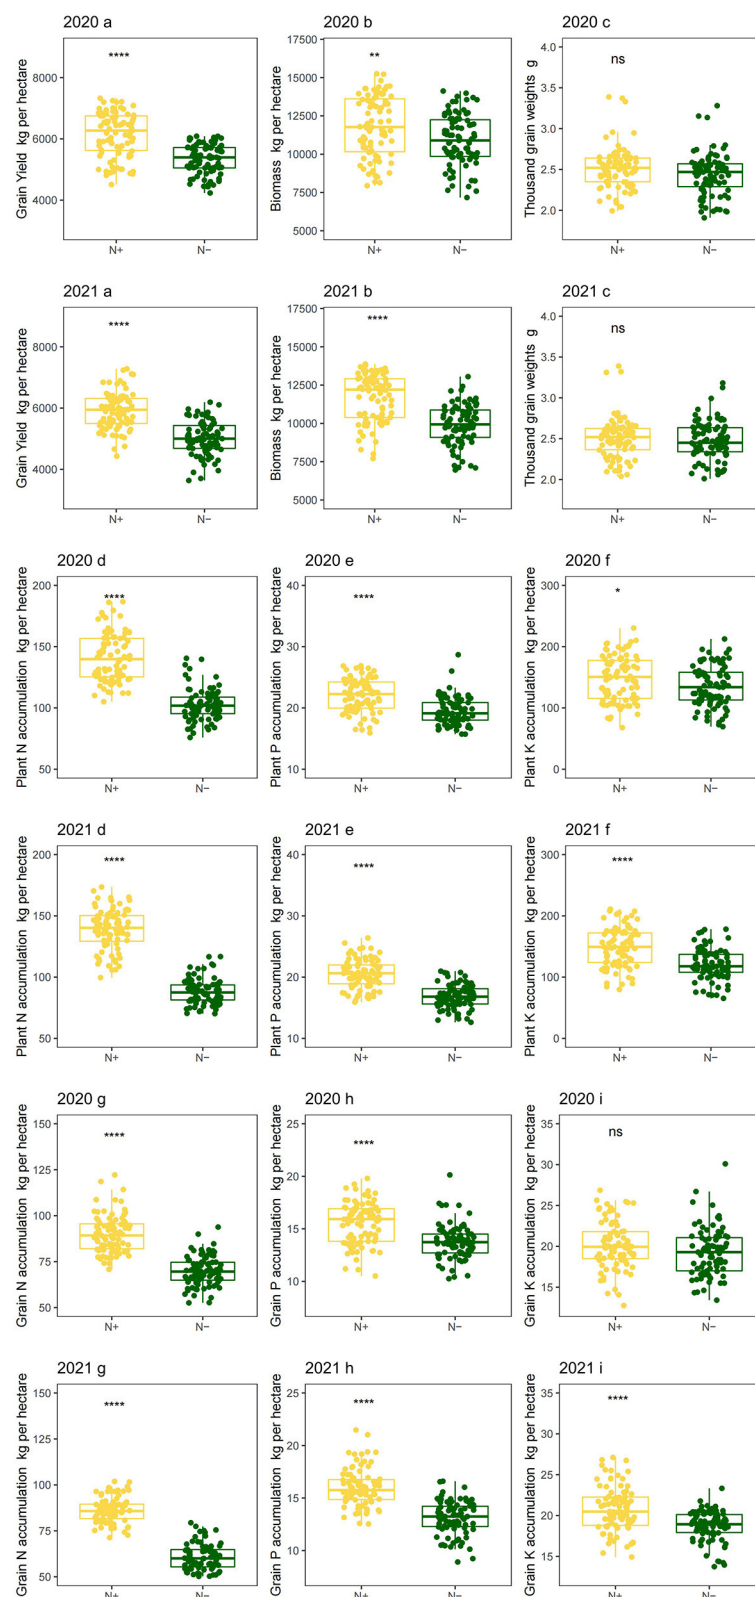 2020 a
2020 b
2020 c
Grain Yield kg per hectare
8000
6000
4000
****
N+
N−
Biomass kg per hectare
17500
15000
12500
10000
7500
5000
**
N+
N−
Thousand grain weights g
4.0
3.5
3.0
2.5
2.0
ns
N+
N−
2021 a
2021 b
2021 c
Grain Yield kg per hectare
8000
6000
4000
****
N+
N−
Biomass kg per hectare
17500
15000
12500
10000
7500
5000
****
N+
N−
Thousand grain weights g
4.0
3.5
3.0
2.5
2.0
ns
N+
N−
2020 d
2020 e
2020 f
Plant N accumulation kg per hectare
200
150
100
50
****
N+
N−
Plant P accumulation kg per hectare
40
30
20
10
****
N+
N−
Plant K accumulation kg per hectare
300
200
100
0
*
N+
N−
2021 d
2021 e
2021 f
Plant N accumulation kg per hectare
200
150
100
50
****
N+
N−
Plant P accumulation kg per hectare
40
30
20
10
****
N+
N−
Plant K accumulation kg per hectare
300
200
100
0
****
N+
N−
2020 g
2020 h
2020 i
Grain N accumulation kg per hectare
150
125
100
75
50
****
N+
N−
Grain P accumulation kg per hectare
25
20
15
10
****
N+
N−
Grain K accumulation kg per hectare
35
30
25
20
15
ns
N+
N−
2021 g
2021 h
2021 i
Grain N accumulation kg per hectare
150
125
100
75
50
****
N+
N−
Grain P accumulation kg per hectare
25
20
15
10
****
N+
N−
Grain K accumulation kg per hectare
35
30
25
20
15
****
N+
N−